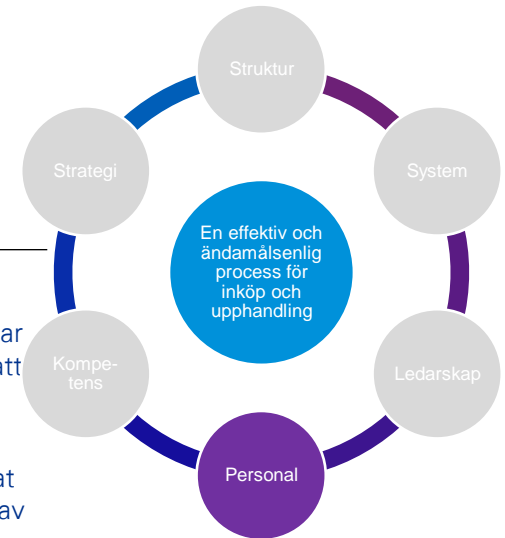 Struktur
Strategi
System
En effektiv och
ändamålsenlig
process för
inköp och
upphandling
ar
att
Kompe-
tens
Ledarskap
Personal
at
av